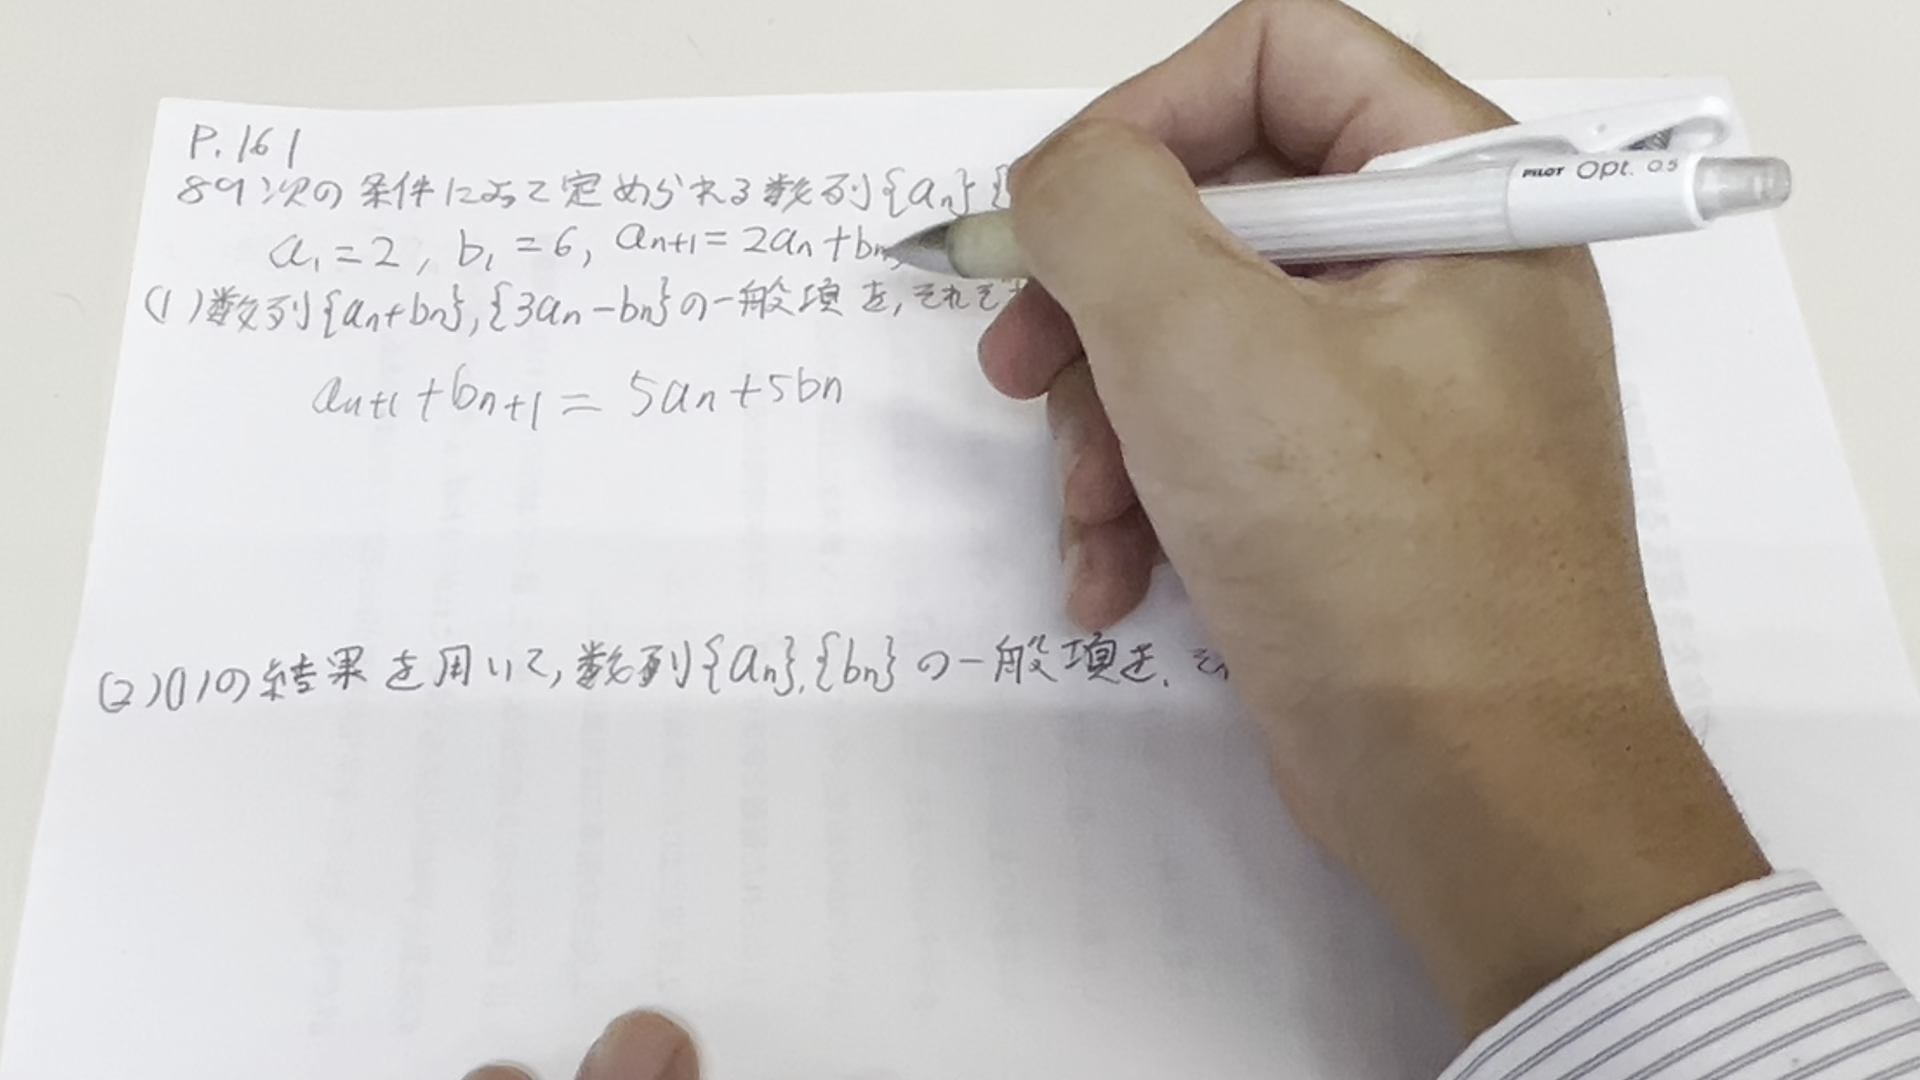 P.161
89 次の条件によって定められる数列{an} {
a1=2, b1=6, an+1=2an+bn,
(1)数列{an+bn},{3an-bn}の一般項を,それぞ
an+1+bn+1=5an+5bn
(2)(1)の結果を用いて,数列{an},{bn}の一般項を、そ
PILOT Opt. 0.5